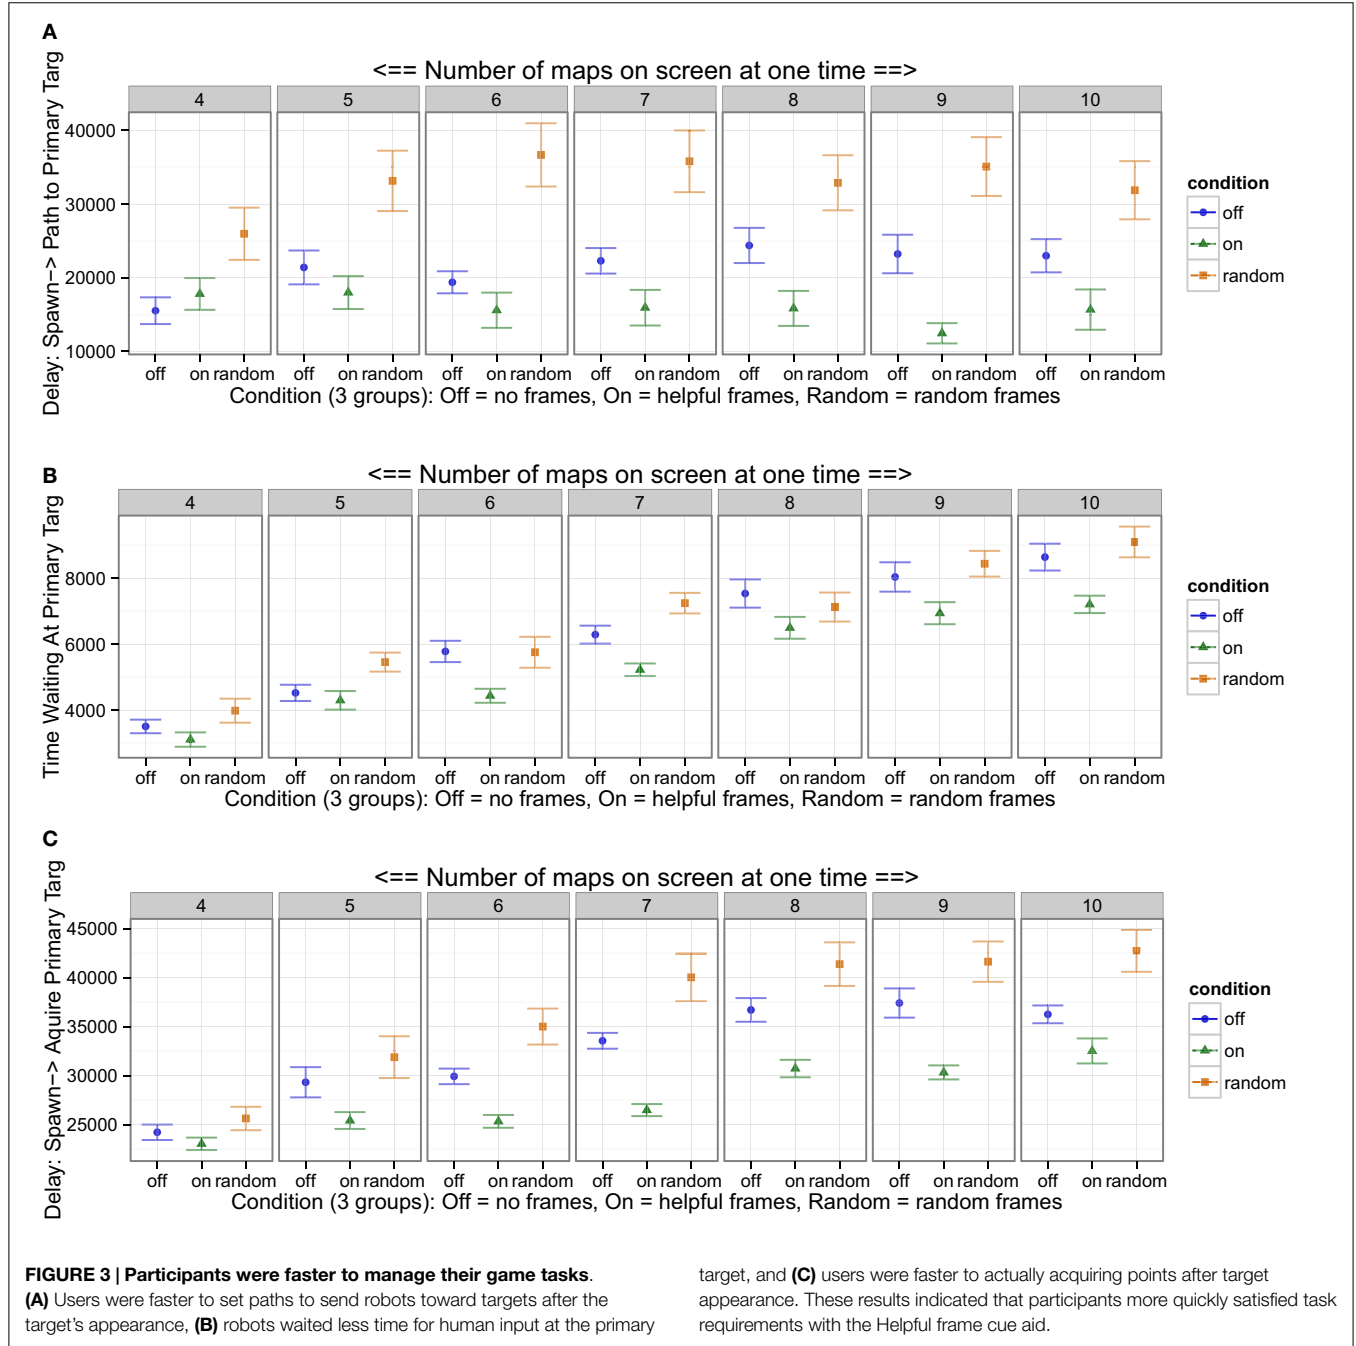 A
<== Number of maps on screen at one time ==>
4 5 6 7 8 9 10
Delay: Spawn−> Path to Primary Targ
40000
30000
20000
10000
off on random off on random off on random off on random off on random off on random off on random
Condition (3 groups): Off = no frames, On = helpful frames, Random = random frames
condition
off
on
random
B
<== Number of maps on screen at one time ==>
4 5 6 7 8 9 10
Time Waiting At Primary Targ
8000
6000
4000
off on random off on random off on random off on random off on random off on random off on random
Condition (3 groups): Off = no frames, On = helpful frames, Random = random frames
condition
off
on
random
C
<== Number of maps on screen at one time ==>
4 5 6 7 8 9 10
Delay: Spawn−> Aquire Primary Targ
45000
40000
35000
30000
25000
off on random off on random off on random off on random off on random off on random off on random
Condition (3 groups): Off = no frames, On = helpful frames, Random = random frames
condition
off
on
random
FIGURE 3 | Participants were faster to manage their game tasks.
(A) Users were faster to set paths to send robots toward targets after the
target's appearance, (B) robots waited less time for human input at the primary
target, and (C) users were faster to actually acquiring points after target
appearance. These results indicated that participants more quickly satisfied task
requirements with the Helpful frame cue aid.